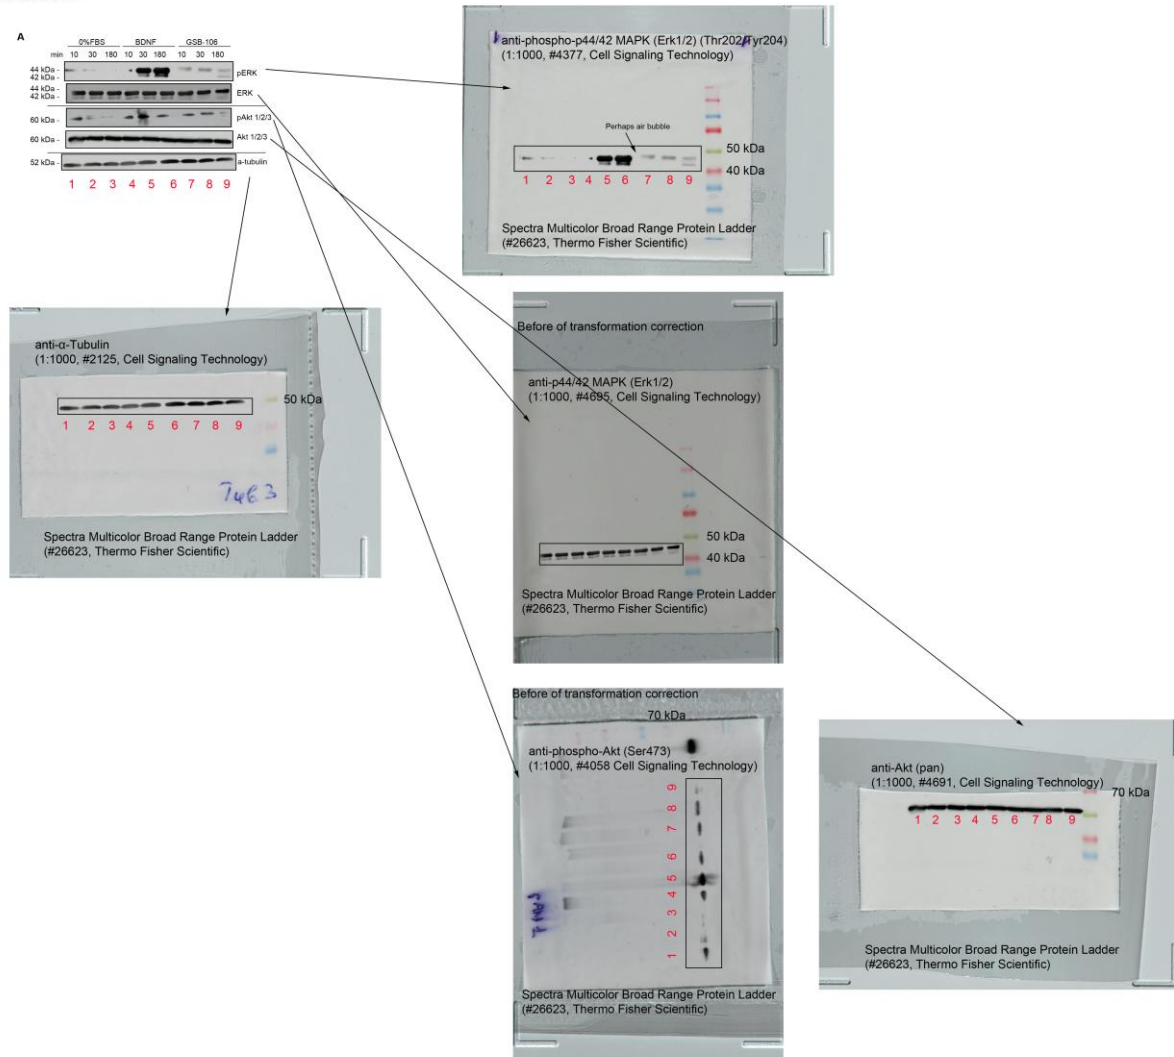 A
0%FBS BDNF GSB-106
min 10 30 180 10 30 180 10 30 180
44 kDa -
42 kDa -
pERK
44 kDa -
42 kDa -
ERK
60 kDa -
pAkt 1/2/3
60 kDa -
Akt 1/2/3
52 kDa -
a-tubulin
1 2 3 4 5 6 7 8 9
anti-phospho-p44/42 MAPK (Erk1/2) (Thr202/Tyr204)
(1:1000, #4377, Cell Signaling Technology)
Perhaps air bubble
50 kDa
40 kDa
1 2 3 4 5 6 7 8 9
Spectra Multicolor Broad Range Protein Ladder
(#26623, Thermo Fisher Scientific)
anti-α-Tubulin
(1:1000, #2125, Cell Signaling Technology)
50 kDa
1 2 3 4 5 6 7 8 9
Spectra Multicolor Broad Range Protein Ladder
(#26623, Thermo Fisher Scientific)
Before of transformation correction
anti-p44/42 MAPK (Erk1/2)
(1:1000, #4695, Cell Signaling Technology)
50 kDa
40 kDa
Spectra Multicolor Broad Range Protein Ladder
(#26623, Thermo Fisher Scientific)
Before of transformation correction
70 kDa
anti-phospho-Akt (Ser473)
(1:1000, #4058 Cell Signaling Technology)
9
8
7
6
5
4
3
2
1
Spectra Multicolor Broad Range Protein Ladder
(#26623, Thermo Fisher Scientific)
anti-Akt (pan)
(1:1000, #4691, Cell Signaling Technology)
70 kDa
1 2 3 4 5 6 7 8 9
Spectra Multicolor Broad Range Protein Ladder
(#26623, Thermo Fisher Scientific)